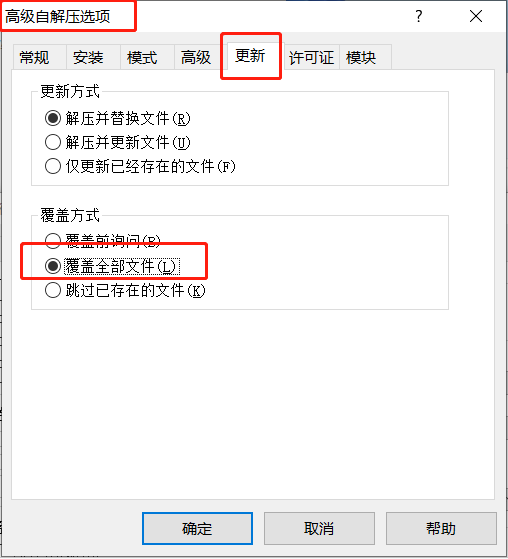 高级自解压选项
?
常规 安装 模式 高级 更新 许可证 模块
更新方式
解压并替换文件(R)
解压并更新文件(U)
仅更新已经存在的文件(F)
覆盖方式
覆盖前询问(P)
覆盖全部文件(L)
跳过已存在的文件(K)
确定 取消 帮助